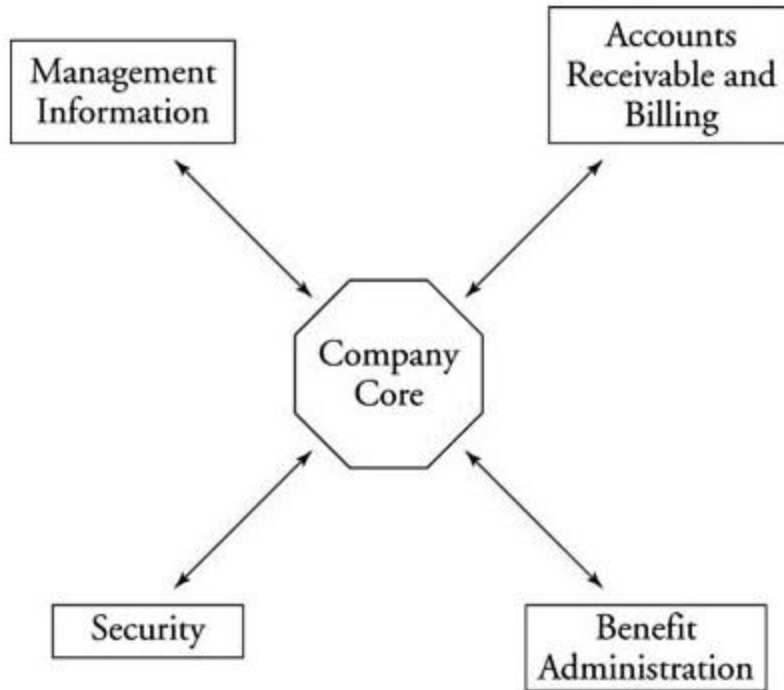 Management
Information
Accounts
Receivable and
Billing
Company
Core
Security
Benefit
Administration